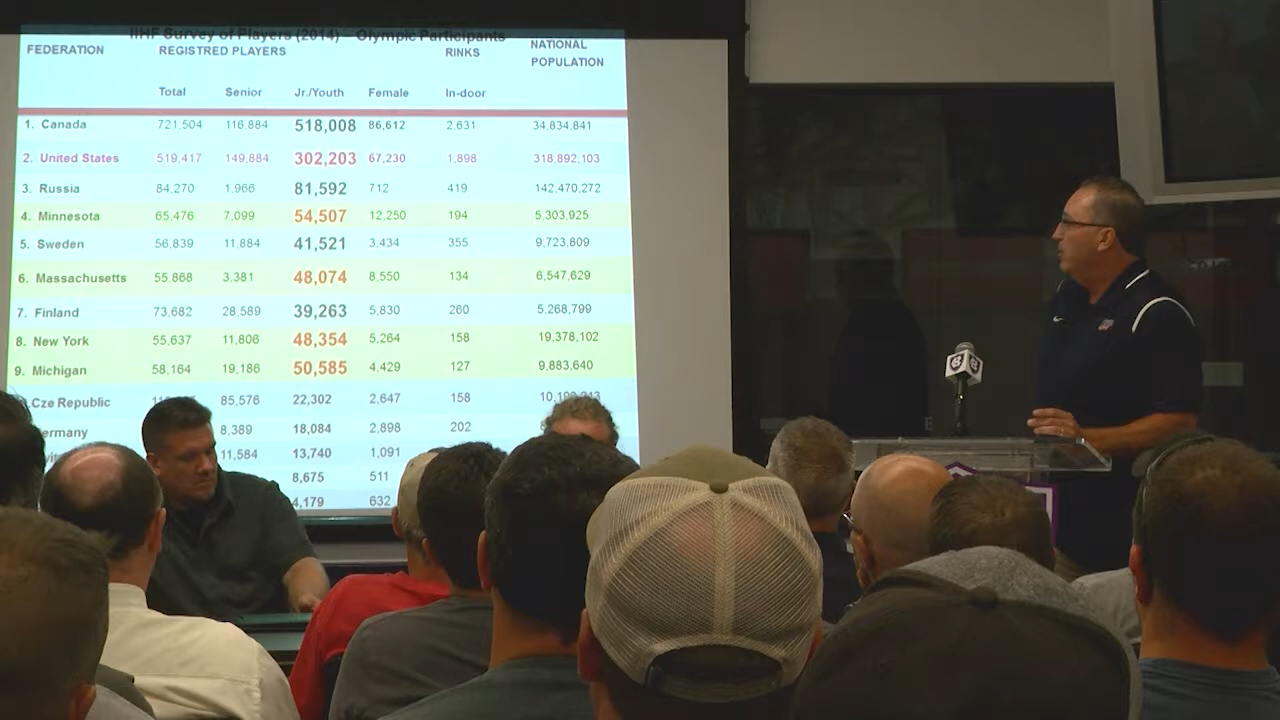 IIHF Survey of Players (2014) – Olympic Participants
FEDERATION REGISTRED PLAYERS RINKS NATIONAL POPULATION
Total Senior Jr./Youth Female In-door
1. Canada 721,504 116,884 518,008 86,612 2,631 34,834,841
2. United States 519,417 149,884 302,203 67,230 1,898 318,892,103
3. Russia 84,270 1,966 81,592 712 419 142,470,272
4. Minnesota 65,476 7,099 54,507 12,250 194 5,303,925
5. Sweden 56,839 11,884 41,521 3,434 355 9,723,809
6. Massachusetts 55,868 3,381 48,074 8,550 134 6,547,629
7. Finland 73,682 28,589 39,263 5,830 260 5,268,799
8. New York 55,637 11,806 48,354 5,264 158 19,378,102
9. Michigan 58,164 19,186 50,585 4,429 127 9,883,640
Cze Republic 85,576 22,302 2,647 158
ermany 8,389 18,084 2,898 202
11,584 13,740 1,091
8,675 511
4,179 632